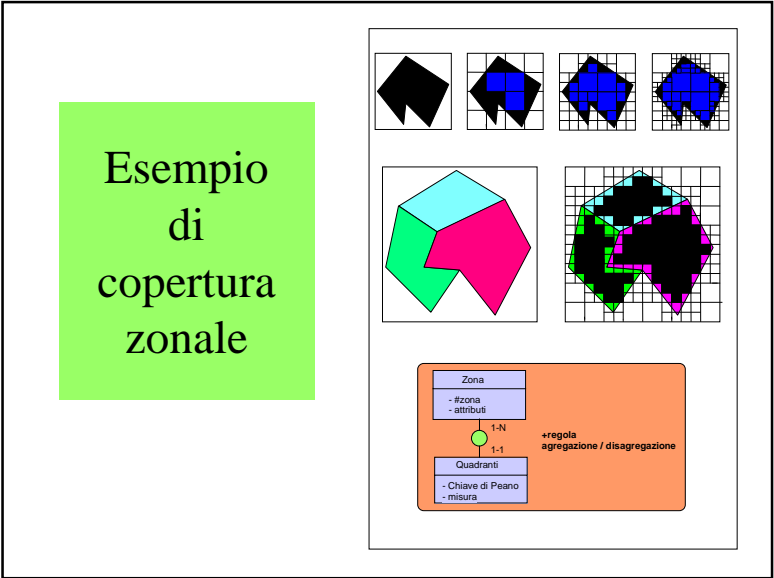 Esempio
di
copertura
zonale
Zona
- #zona
- attributi
1-N
1-1
Quadranti
- Chiave di Peano
- misura
+regola
agregazione / disagregazione